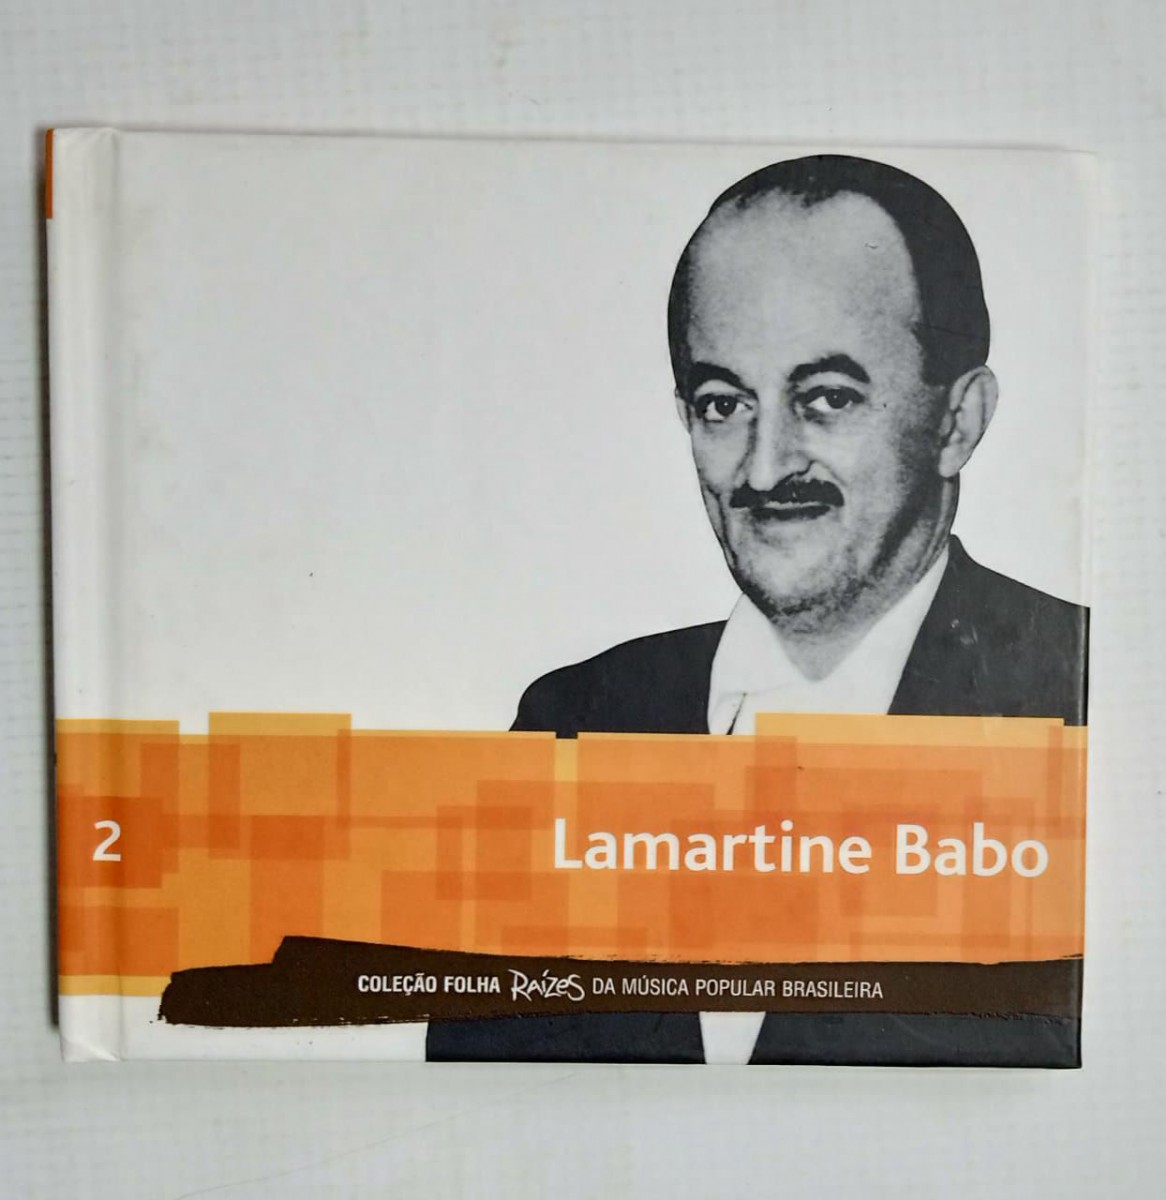 2
Lamartine Babo
COLEÇÃO FOLHA RAÍZES DA MÚSICA POPULAR BRASILEIRA